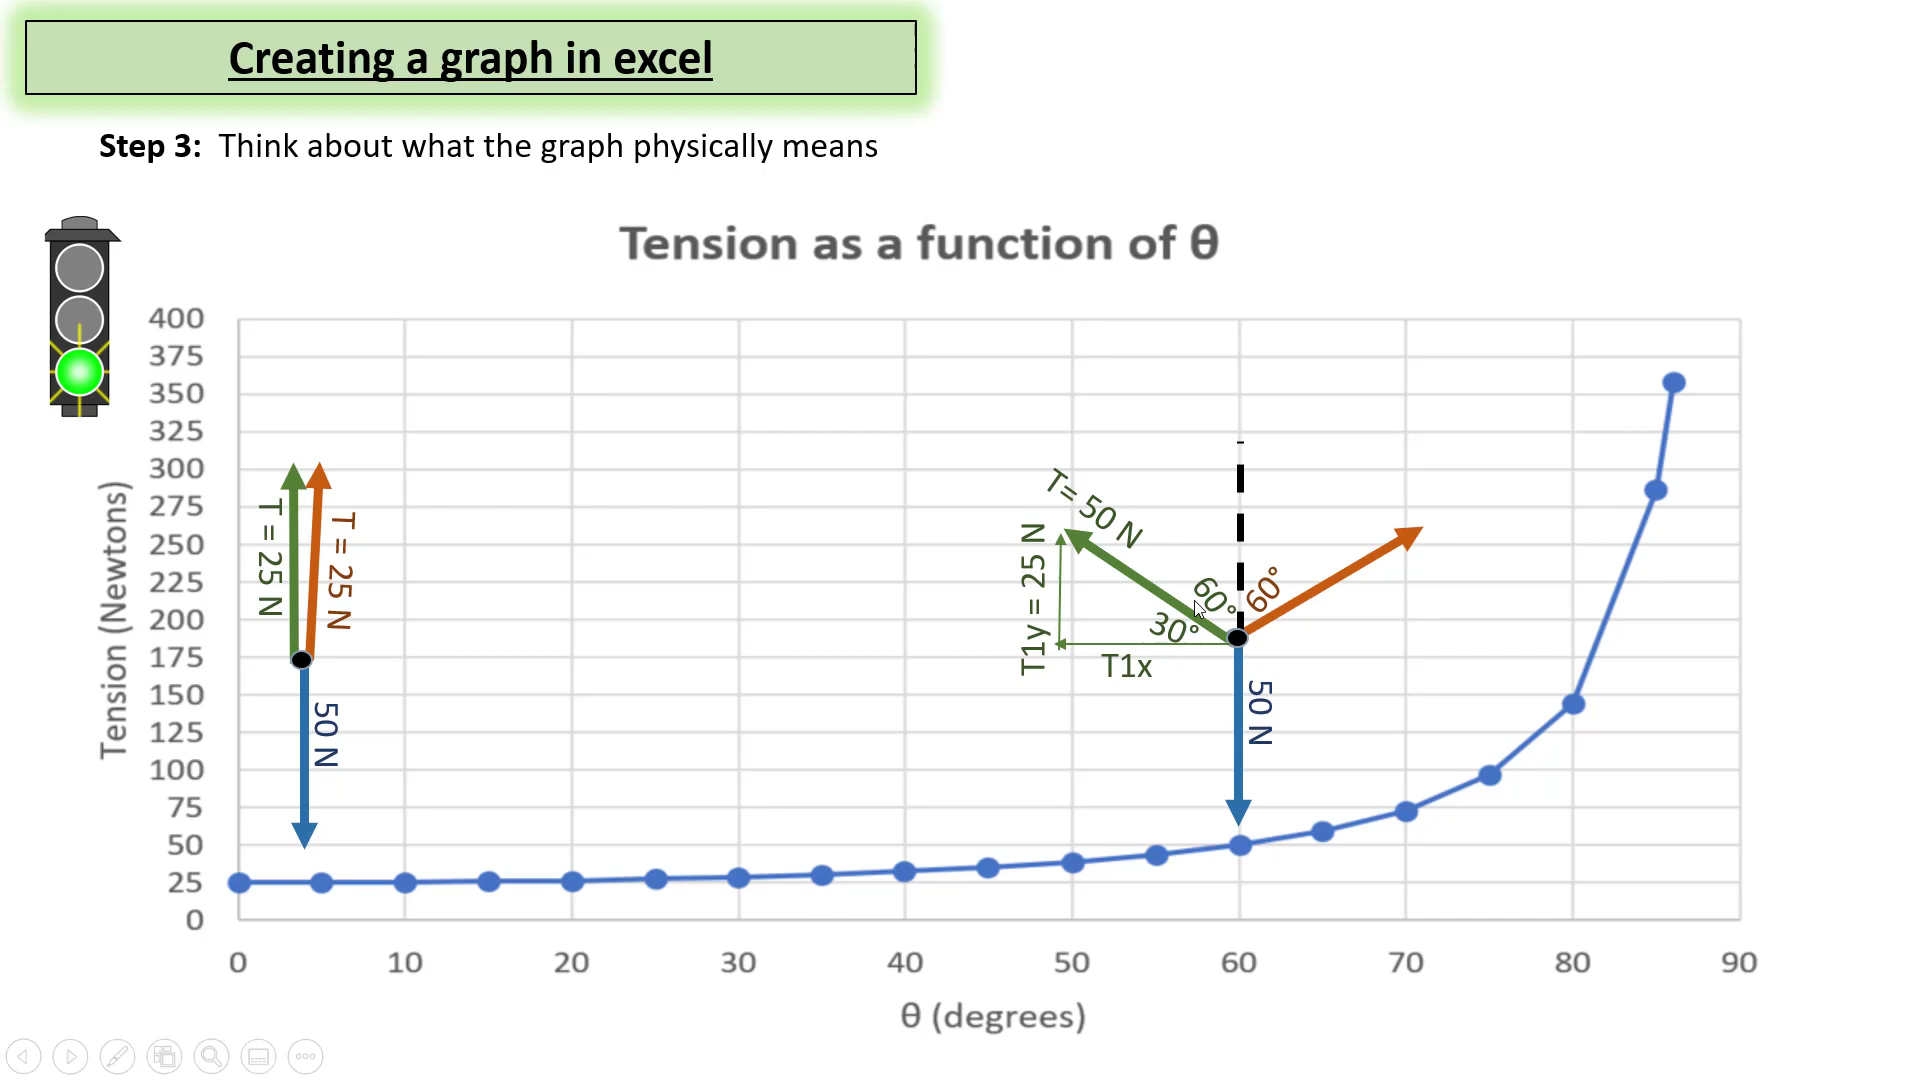 Creating a graph in excel
Step 3: Think about what the graph physically means
Tension as a function of θ
400
375
350
325
300
275
250
225
200
175
150
125
100
75
50
25
0
Tension (Newtons)
T = 25 N
T = 25 N
50 N
T= 50 N
T1y = 25 N
60°
60°
30°
T1x
50 N
0 10 20 30 40 50 60 70 80 90
θ (degrees)